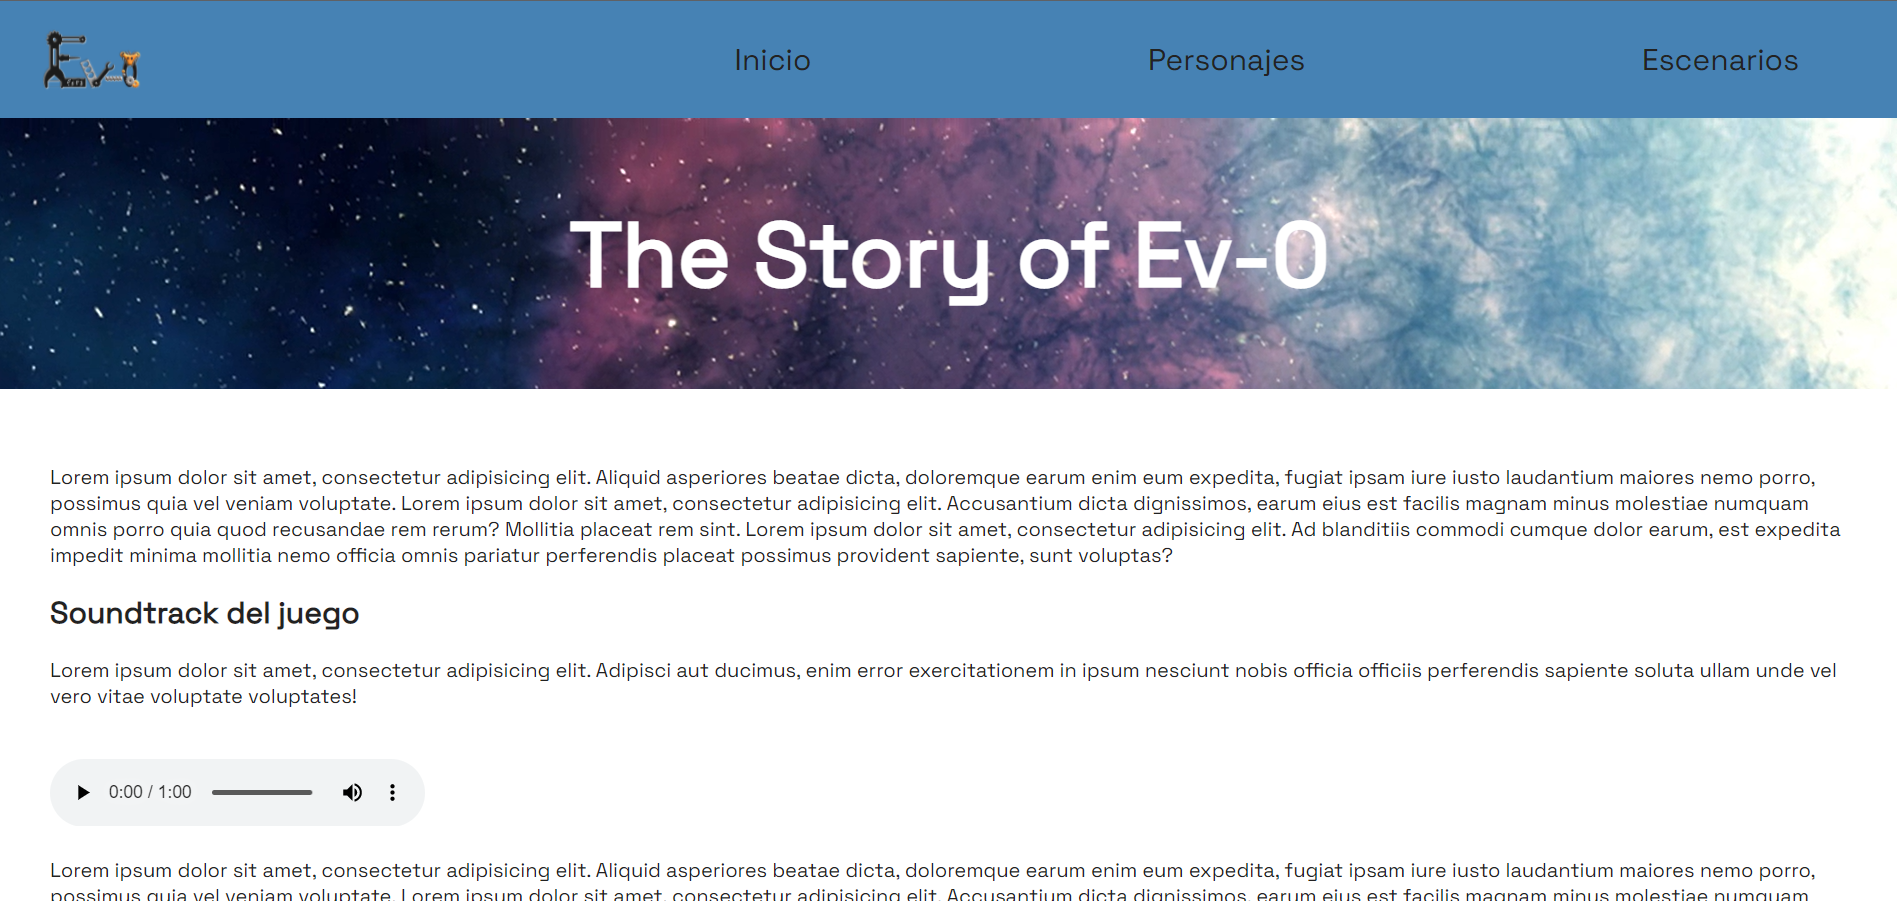 Ev-0
Inicio
Personajes
Escenarios
The Story of Ev-0
Lorem ipsum dolor sit amet, consectetur adipisicing elit. Aliquid asperiores beatae dicta, doloremque earum enim eum expedita, fugiat ipsam iure iusto laudantium maiores nemo porro,
possimus quia vel veniam voluptate. Lorem ipsum dolor sit amet, consectetur adipisicing elit. Accusantium dicta dignissimos, earum eius est facilis magnam minus molestiae numquam
omnis porro quia quod recusandae rem rerum? Mollitia placeat rem sint. Lorem ipsum dolor sit amet, consectetur adipisicing elit. Ad blanditiis commodi cumque dolor earum, est expedita
impedit minima mollitia nemo officia omnis pariatur perferendis placeat possimus provident sapiente, sunt voluptas?
Soundtrack del juego
Lorem ipsum dolor sit amet, consectetur adipisicing elit. Adipisci aut ducimus, enim error exercitationem in ipsum nesciunt nobis officia officiis perferendis sapiente soluta ullam unde vel
vero vitae voluptate voluptates!
0:00 / 1:00
Lorem ipsum dolor sit amet, consectetur adipisicing elit. Aliquid asperiores beatae dicta, doloremque earum enim eum expedita, fugiat ipsam iure iusto laudantium maiores nemo porro,
possimus quia vel veniam voluptate. Lorem ipsum dolor sit amet, consectetur adipisicing elit. Accusantium dicta dignissimos, earum eius est facilis magnam minus molestiae numquam